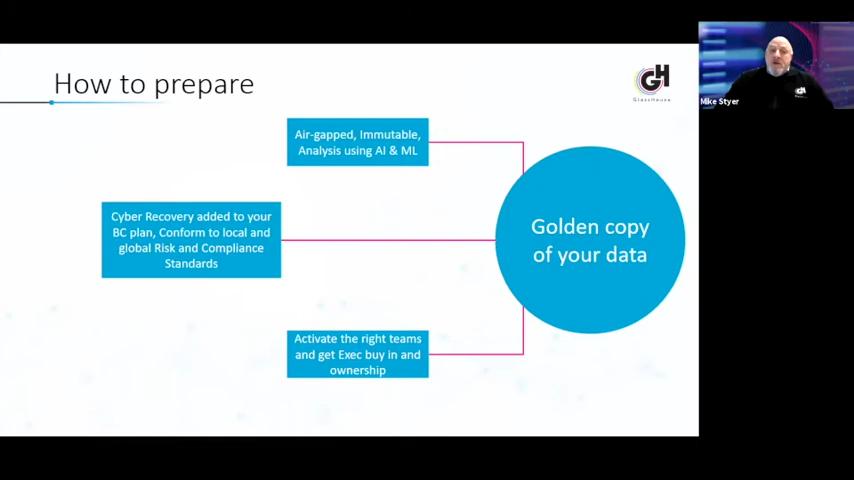 How to prepare
GH
GlassHouse
Mike Styer
GH
Air-gapped, Immutable,
Analysis using AI & ML
Cyber Recovery added to your
BC plan, Conform to local and
global Risk and Compliance
Standards
Golden copy
of your data
Activate the right teams
and get Exec buy in and
ownership